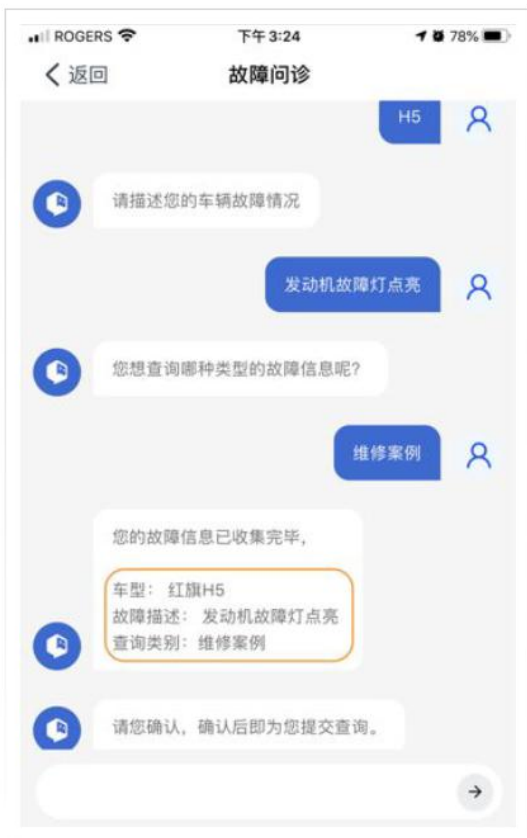 ROGERS 下午 3:24 78%
返回 故障问诊
H5
请描述您的车辆故障情况
发动机故障灯点亮
您想查询哪种类型的故障信息呢?
维修案例
您的故障信息已收集完毕，
车型： 红旗H5
故障描述： 发动机故障灯点亮
查询类别：维修案例
请您确认，确认后即为您提交查询。